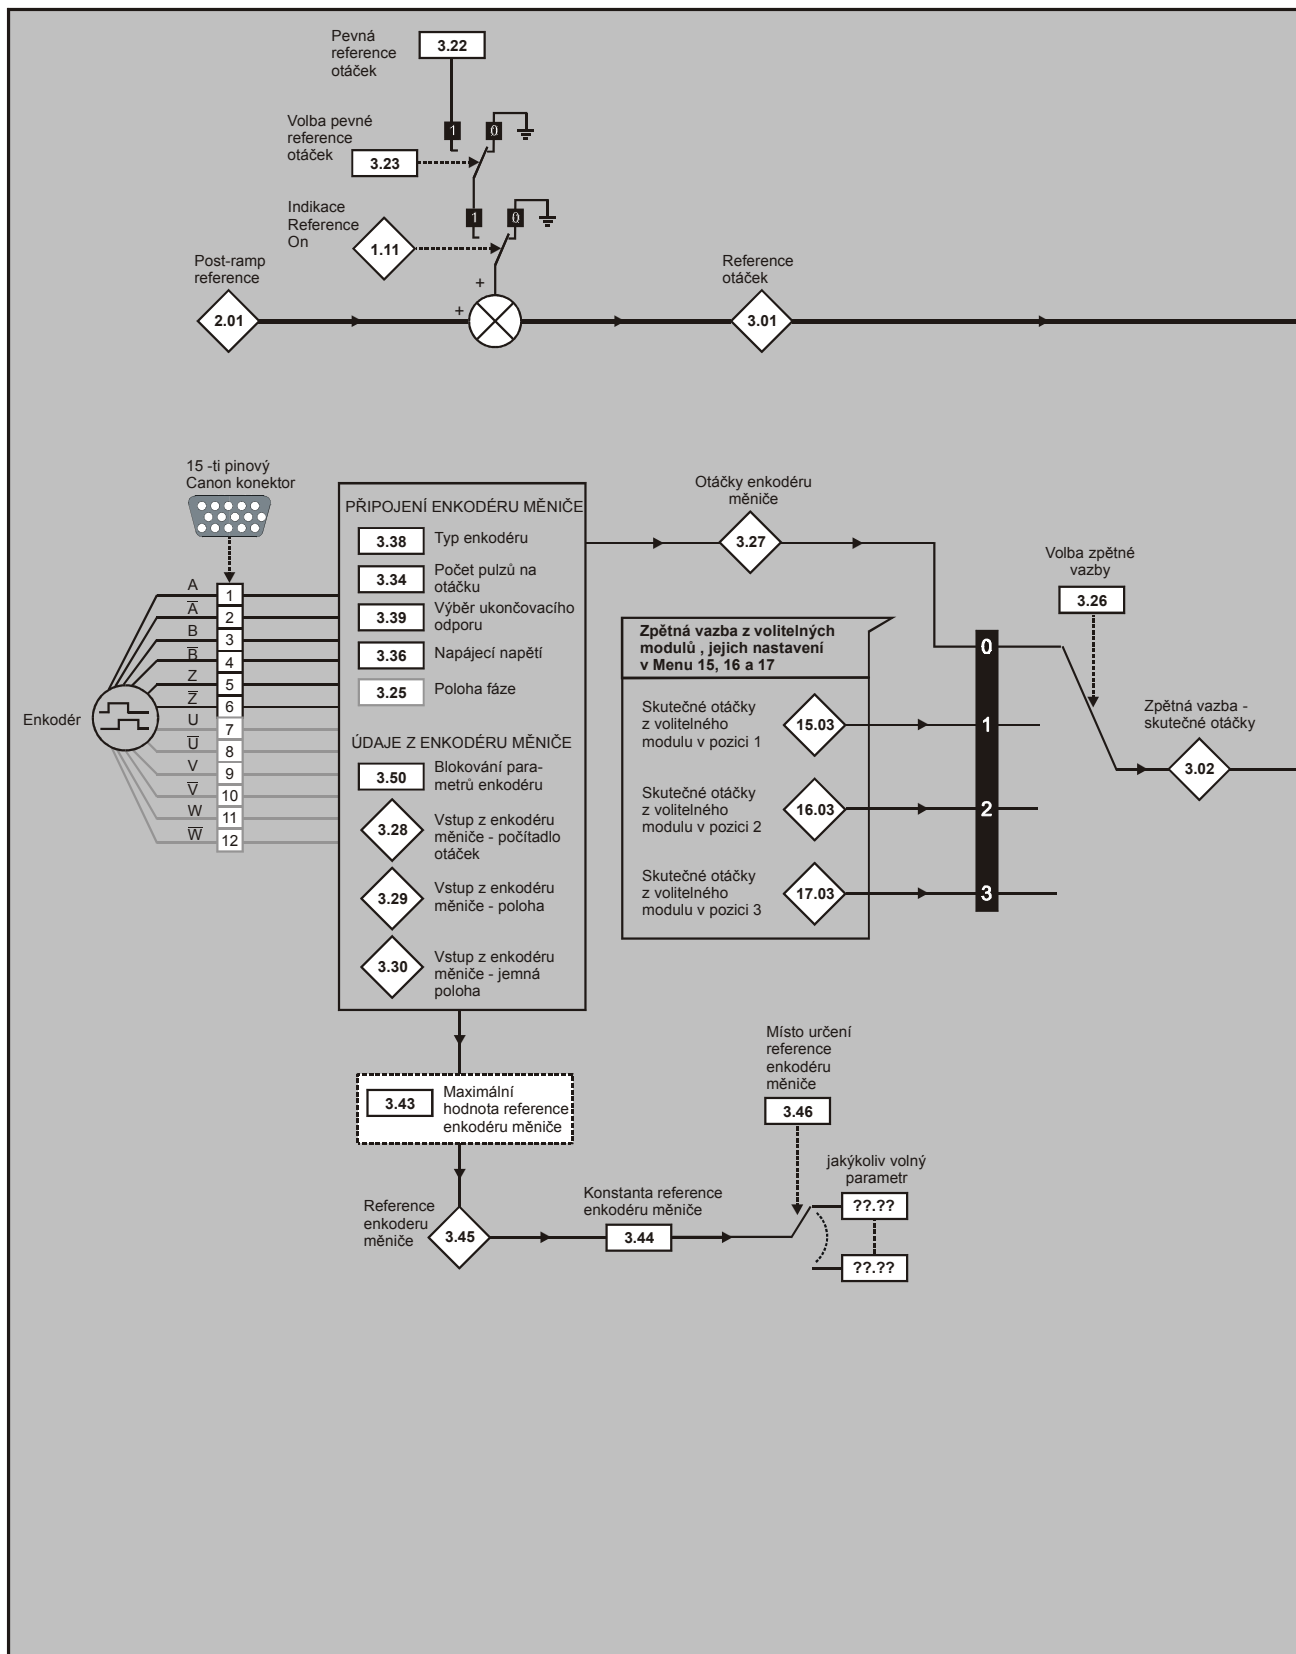 Pevná
reference
otáček
3.22
1
0
Volba pevné
reference
otáček
3.23
Indikace
Reference
On
1
0
1.11
Post-ramp
reference
Reference
otáček
+
+
2.01
3.01
15 -ti pinový
Canon konektor
A
A̅
B
B̅
Z
Z̅
U
U̅
V
V̅
W
W̅
1
2
3
4
5
6
7
8
9
10
11
12
Enkodér
PŘIPOJENÍ ENKODÉRU MĚNIČE
3.38 Typ enkodéru
3.34 Počet pulzů na
otáčku
3.39 Výběr ukončovacího
odporu
3.36 Napájecí napětí
3.25 Poloha fáze
ÚDAJE Z ENKODÉRU MĚNIČE
3.50 Blokování para-
metrů enkodéru
3.28 Vstup z enkodéru
měniče - počítadlo
otáček
3.29 Vstup z enkodéru
měniče - poloha
3.30 Vstup z enkodéru
měniče - jemná
poloha
Otáčky enkodéru
měniče
3.27
Zpětná vazba z volitelných
modulů , jejich nastavení
v Menu 15, 16 a 17
Skutečné otáčky
z volitelného
modulu v pozici 1
15.03
Skutečné otáčky
z volitelného
modulu v pozici 2
16.03
Skutečné otáčky
z volitelného
modulu v pozici 3
17.03
0
1
2
3
Volba zpětné
vazby
3.26
Zpětná vazba -
skutečné otáčky
3.02
3.43 Maximální
hodnota reference
enkodéru měniče
Reference
enkoderu
měniče
3.45
Konstanta reference
enkodéru měniče
3.44
Místo určení
reference
enkodéru
měniče
3.46
jakýkoliv volný
parametr
??.??
??.??